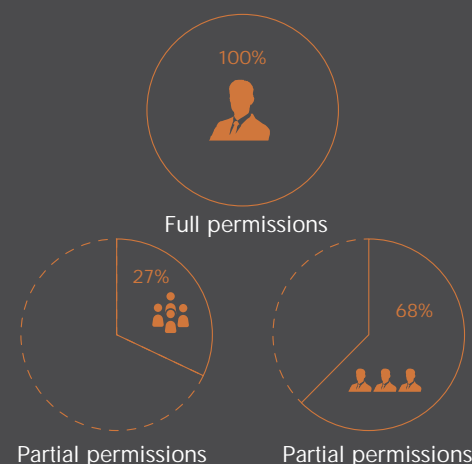 100%
Full permissions
27%
68%
Partial permissions
Partial permissions